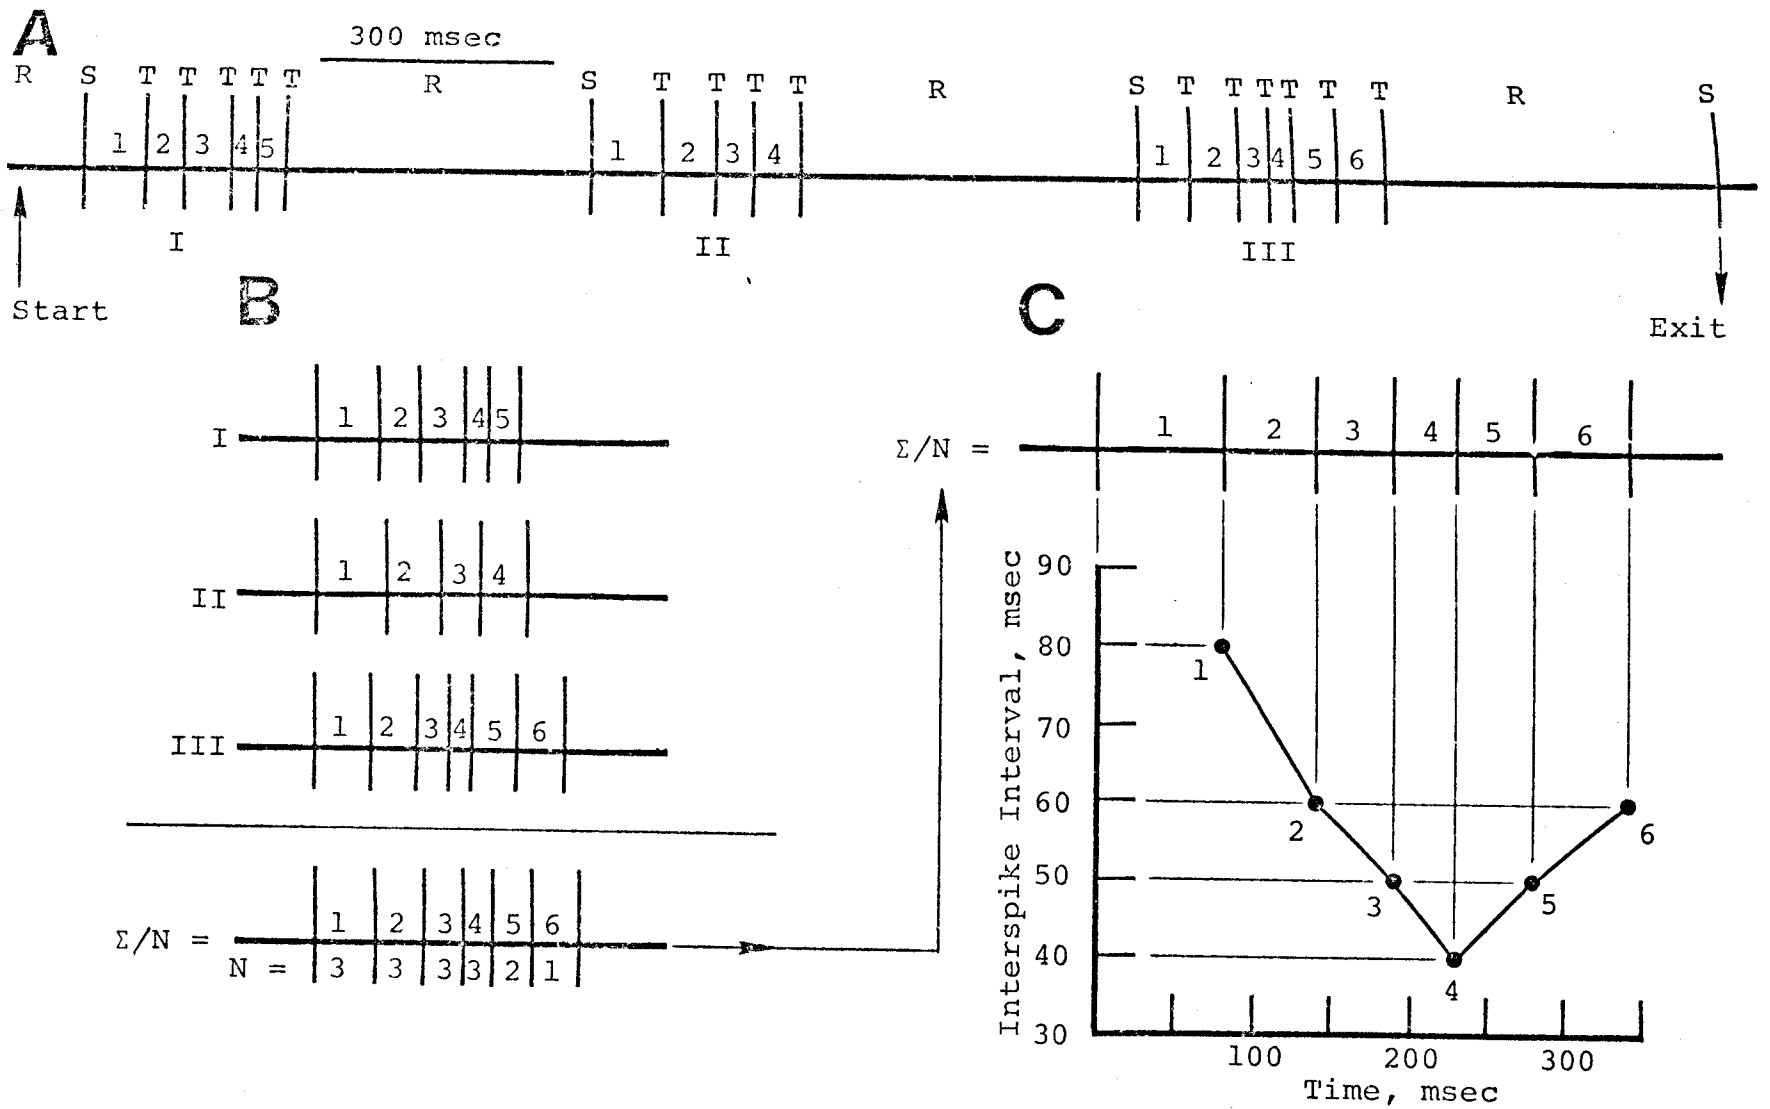 A
300 msec
R S T T T T T R S T T T T R S T T T T T T R S
1 2 3 4 5 1 2 3 4 1 2 3 4 5 6
I II III
Start
Exit
B
I 1 2 3 4 5
II 1 2 3 4
III 1 2 3 4 5 6
Σ/N = 1 2 3 4 5 6
N = 3 3 3 3 2 1
C
Σ/N = 1 2 3 4 5 6
Interspike Interval, msec
90
80
70
60
50
40
30
1
2
3
4
5
6
100 200 300
Time, msec